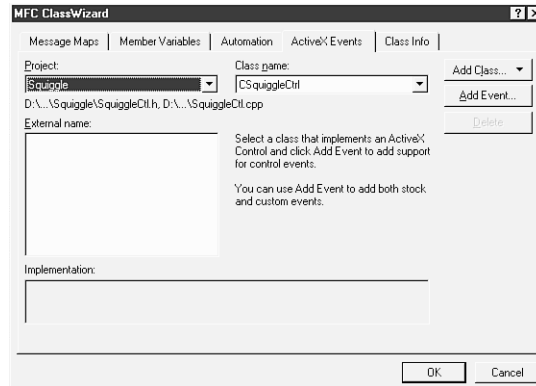 MFC ClassWizard
Message Maps
Member Variables
Automation
ActiveX Events
Class Info
Project:
Class name:
Squiggle
CSquiggleCtrl
Add Class...
D:\...\Squiggle\SquiggleCtl.h, D:\...\SquiggleCtl.cpp
Add Event...
Delete
External name:
Select a class that implements an ActiveX
Control and click Add Event to add support
for control events.
You can use Add Event to add both stock
and custom events.
Implementation:
OK
Cancel